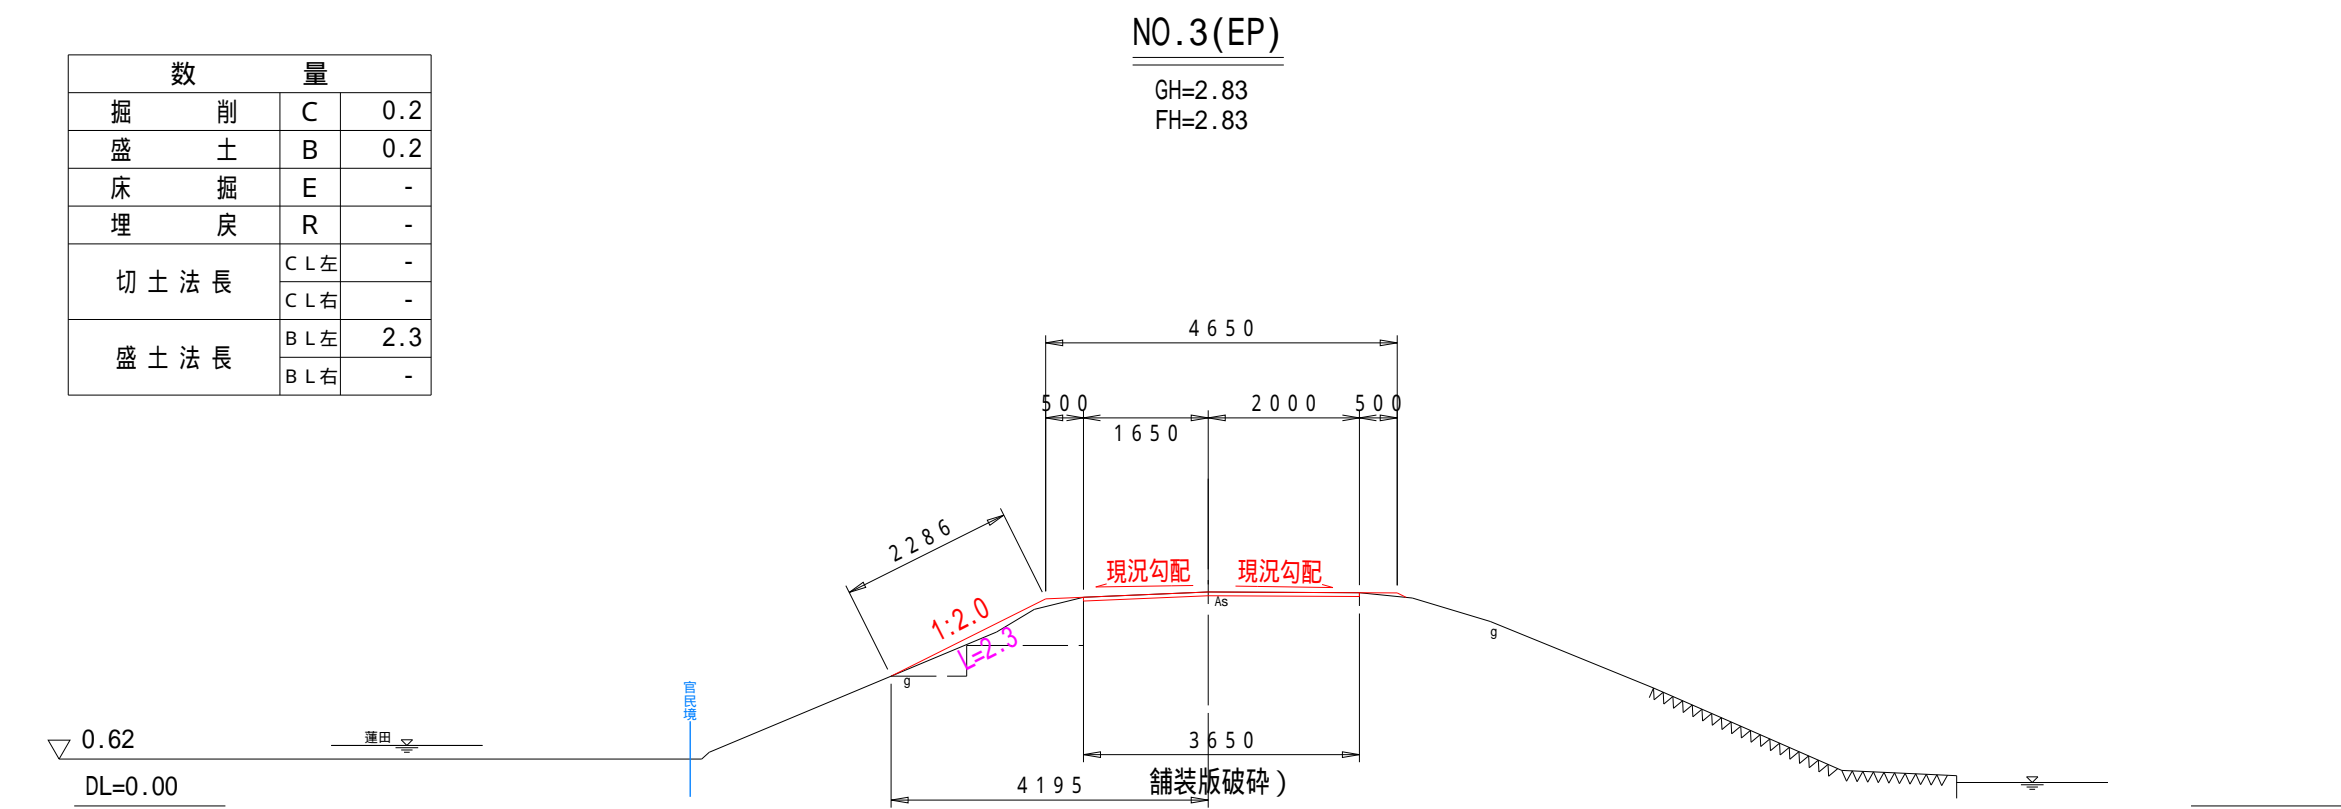 NO.3(EP)
GH=2.83
FH=2.83
数 量
掘 削 C 0.2
盛 土 B 0.2
床 掘 E -
埋 戻 R -
切 土 法 長 CL左 -
CL右 -
盛 土 法 長 BL左 2.3
BL右 -
4650
500 1650 2000 500
2286
現況勾配 現況勾配
1:2.0
L=2.3
As
g
g
官民境
蓮田
0.62
DL=0.00
3650
舗装版破砕)
4195